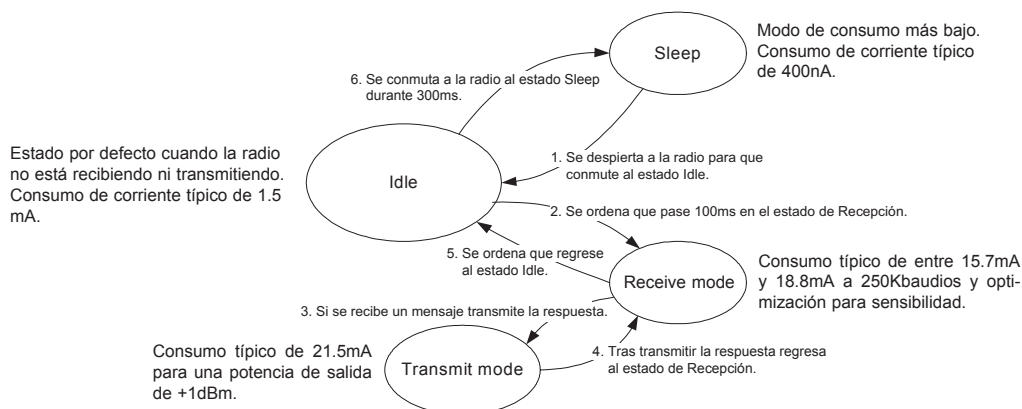 Sleep
Modo de consumo más bajo.
Consumo de corriente típico
de 400nA.
6. Se conmuta a la radio al estado Sleep
durante 300ms.
Estado por defecto cuando la radio
no está recibiendo ni transmitiendo.
Consumo de corriente típico de 1.5
mA.
Idle
1. Se despierta a la radio para que
conmute al estado Idle.
2. Se ordena que pase 100ms en el estado de Recepción.
5. Se ordena que regrese
al estado Idle.
Receive mode
Consumo típico de entre 15.7mA
y 18.8mA a 250Kbaudios y opti-
mización para sensibilidad.
3. Si se recibe un mensaje transmite la respuesta.
Consumo típico de 21.5mA
para una potencia de salida
de +1dBm.
Transmit mode
4. Tras transmitir la respuesta regresa
al estado de Recepción.